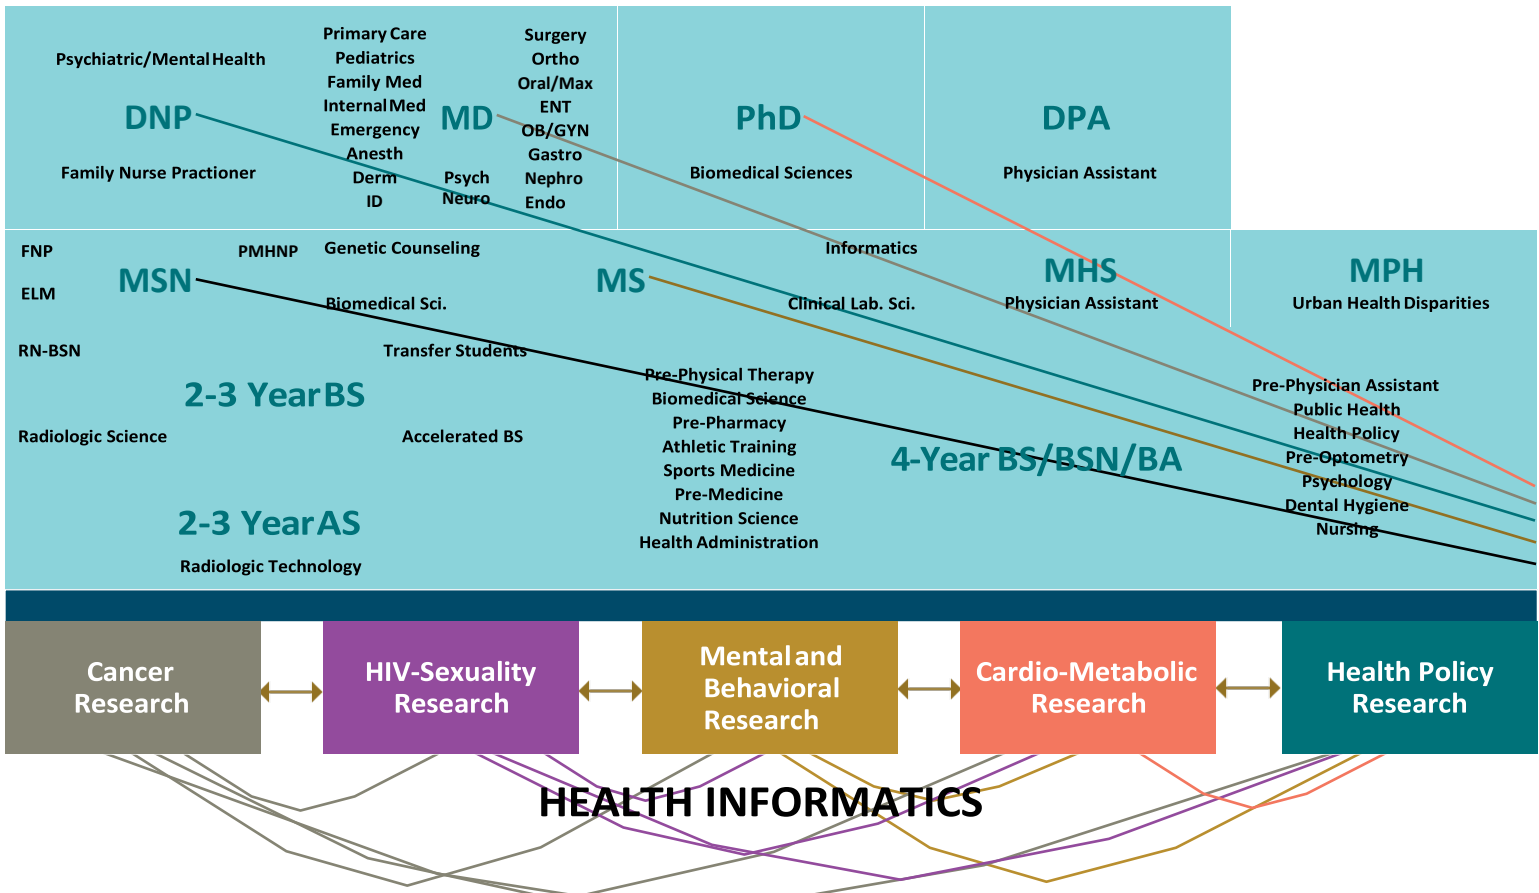 Psychiatric/Mental Health
DNP
Family Nurse Practioner
Primary Care
Pediatrics
Family Med
Internal Med
Emergency
Anesth
Derm
ID
MD
Psych
Neuro
Surgery
Ortho
Oral/Max
ENT
OB/GYN
Gastro
Nephro
Endo
PhD
Biomedical Sciences
DPA
Physician Assistant
FNP
PMHNP
MSN
ELM
Genetic Counseling
Informatics
MS
Biomedical Sci.
Clinical Lab. Sci.
MHS
Physician Assistant
MPH
Urban Health Disparities
RN-BSN
Transfer Students
2-3 Year BS
Radiologic Science
Accelerated BS
2-3 Year AS
Radiologic Technology
Pre-Physical Therapy
Biomedical Science
Pre-Pharmacy
Athletic Training
Sports Medicine
Pre-Medicine
Nutrition Science
Health Administration
4-Year BS/BSN/BA
Pre-Physician Assistant
Public Health
Health Policy
Pre-Optometry
Psychology
Dental Hygiene
Nursing
Cancer
Research
HIV-Sexuality
Research
Mental and
Behavioral
Research
Cardio-Metabolic
Research
Health Policy
Research
HEALTH INFORMATICS